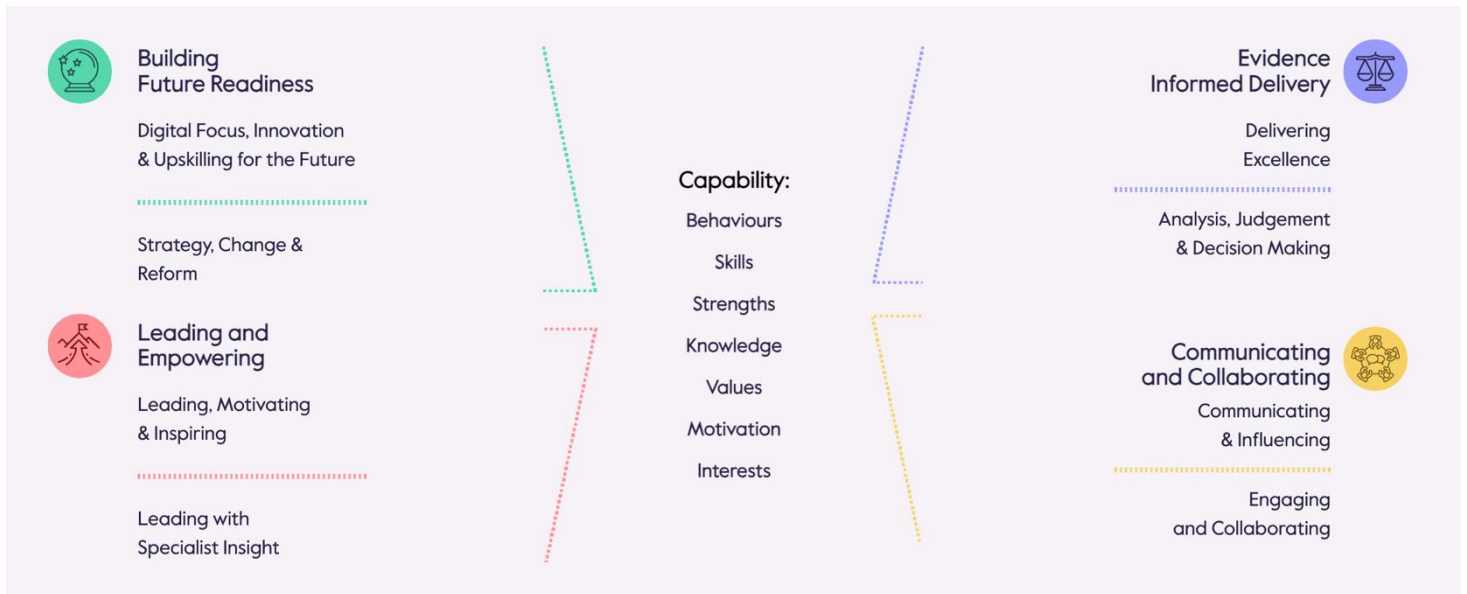 Building
Future Readiness
Digital Focus, Innovation
& Upskilling for the Future
Strategy, Change &
Reform
Leading and
Empowering
Leading, Motivating
& Inspiring
Leading with
Specialist Insight
Capability:
Behaviours
Skills
Strengths
Knowledge
Values
Motivation
Interests
Evidence
Informed Delivery
Delivering
Excellence
Analysis, Judgement
& Decision Making
Communicating
and Collaborating
Communicating
& Influencing
Engaging
and Collaborating